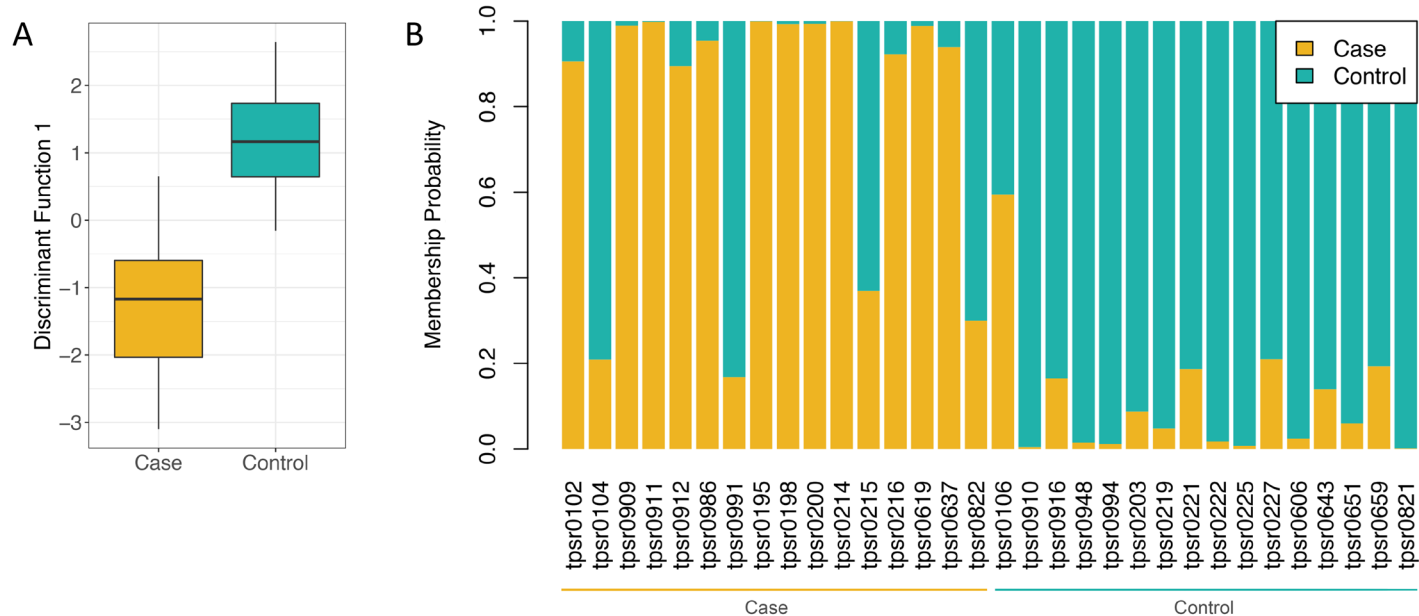 A
Discriminant Function 1
2
1
0
−1
−2
−3
Case
Control
B
Membership Probability
1.0
0.8
0.6
0.4
0.2
0.0
Case
Control
tpsr0102
tpsr0104
tpsr0909
tpsr0911
tpsr0912
tpsr0986
tpsr0991
tpsr0195
tpsr0198
tpsr0200
tpsr0214
tpsr0215
tpsr0216
tpsr0619
tpsr0637
tpsr0822
tpsr0106
tpsr0910
tpsr0916
tpsr0948
tpsr0994
tpsr0203
tpsr0219
tpsr0221
tpsr0222
tpsr0225
tpsr0227
tpsr0606
tpsr0643
tpsr0651
tpsr0659
tpsr0821
Case
Control